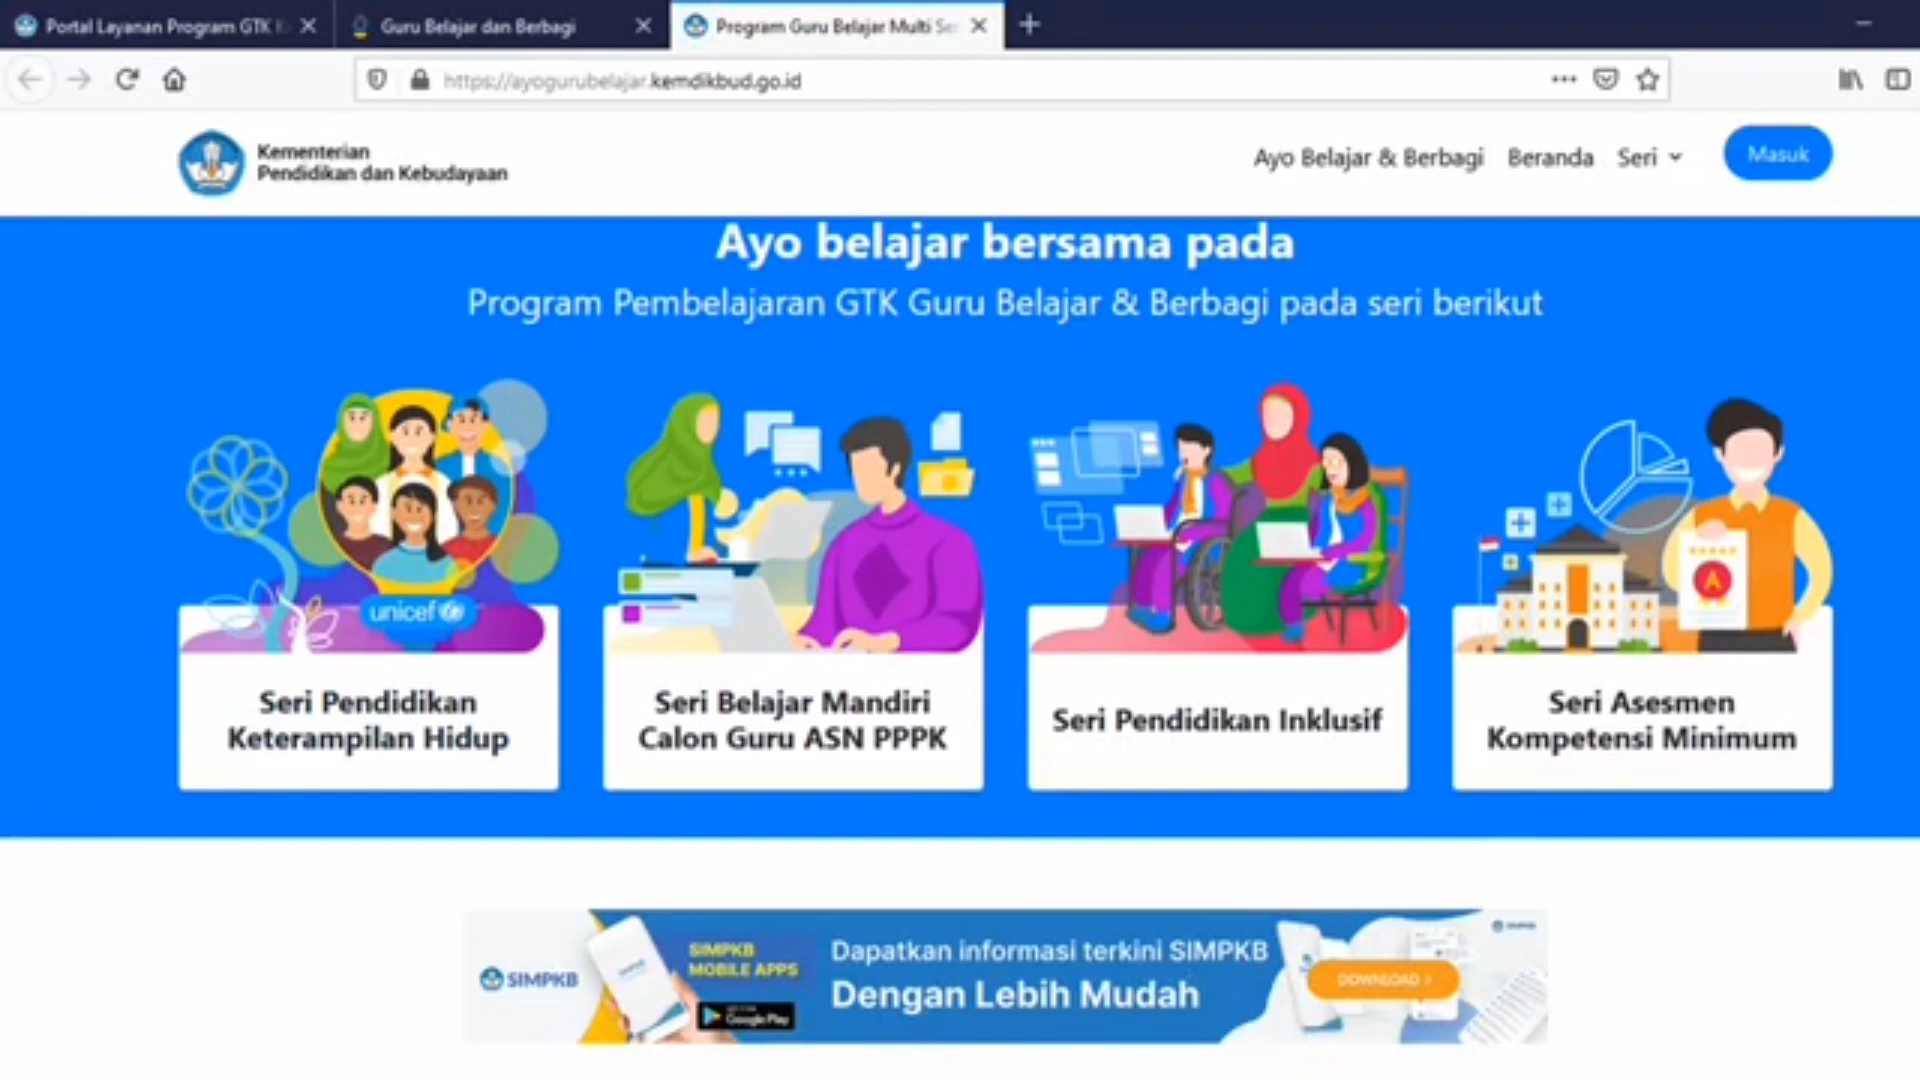 Portal Layanan Program GTK
Guru Belajar dan Berbagi
Program Guru Belajar Multi Se
https://ayogurubelajar.kemdikbud.go.id
Kementerian
Pendidikan dan Kebudayaan
Ayo Belajar & Berbagi
Beranda
Seri
Masuk
Ayo belajar bersama pada
Program Pembelajaran GTK Guru Belajar & Berbagi pada seri berikut
unicef
A
Seri Pendidikan
Keterampilan Hidup
Seri Belajar Mandiri
Calon Guru ASN PPPK
Seri Pendidikan Inklusif
Seri Asesmen
Kompetensi Minimum
SIMPKB
SIMPKB
MOBILE APPS
Google Play
Dapatkan informasi terkini SIMPKB
Dengan Lebih Mudah
DOWNLOAD